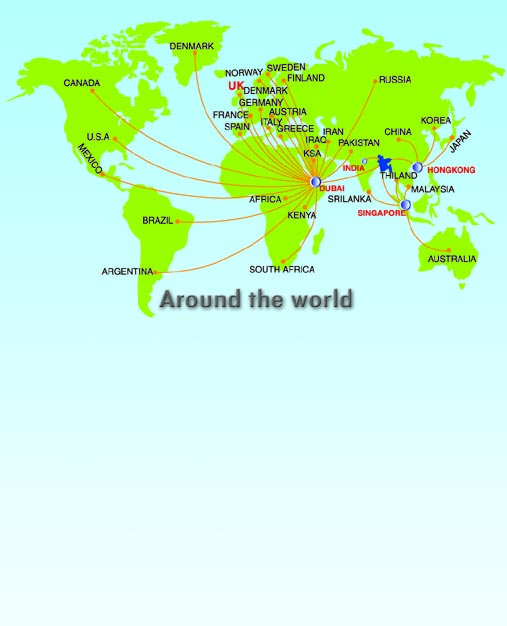 DENMARK
NORWAY
SWEDEN
FINLAND
CANADA
UK
DENMARK
RUSSIA
GERMANY
FRANCE
AUSTRIA
ITALY
SPAIN
GREECE
IRAN
CHINA
KOREA
U.S.A
IRAQ
PAKISTAN
JAPAN
KSA
MEXICO
INDIA
HONGKONG
THILAND
DUBAI
MALAYSIA
AFRICA
SRILANKA
KENYA
SINGAPORE
BRAZIL
AUSTRALIA
ARGENTINA
SOUTH AFRICA
Around the world